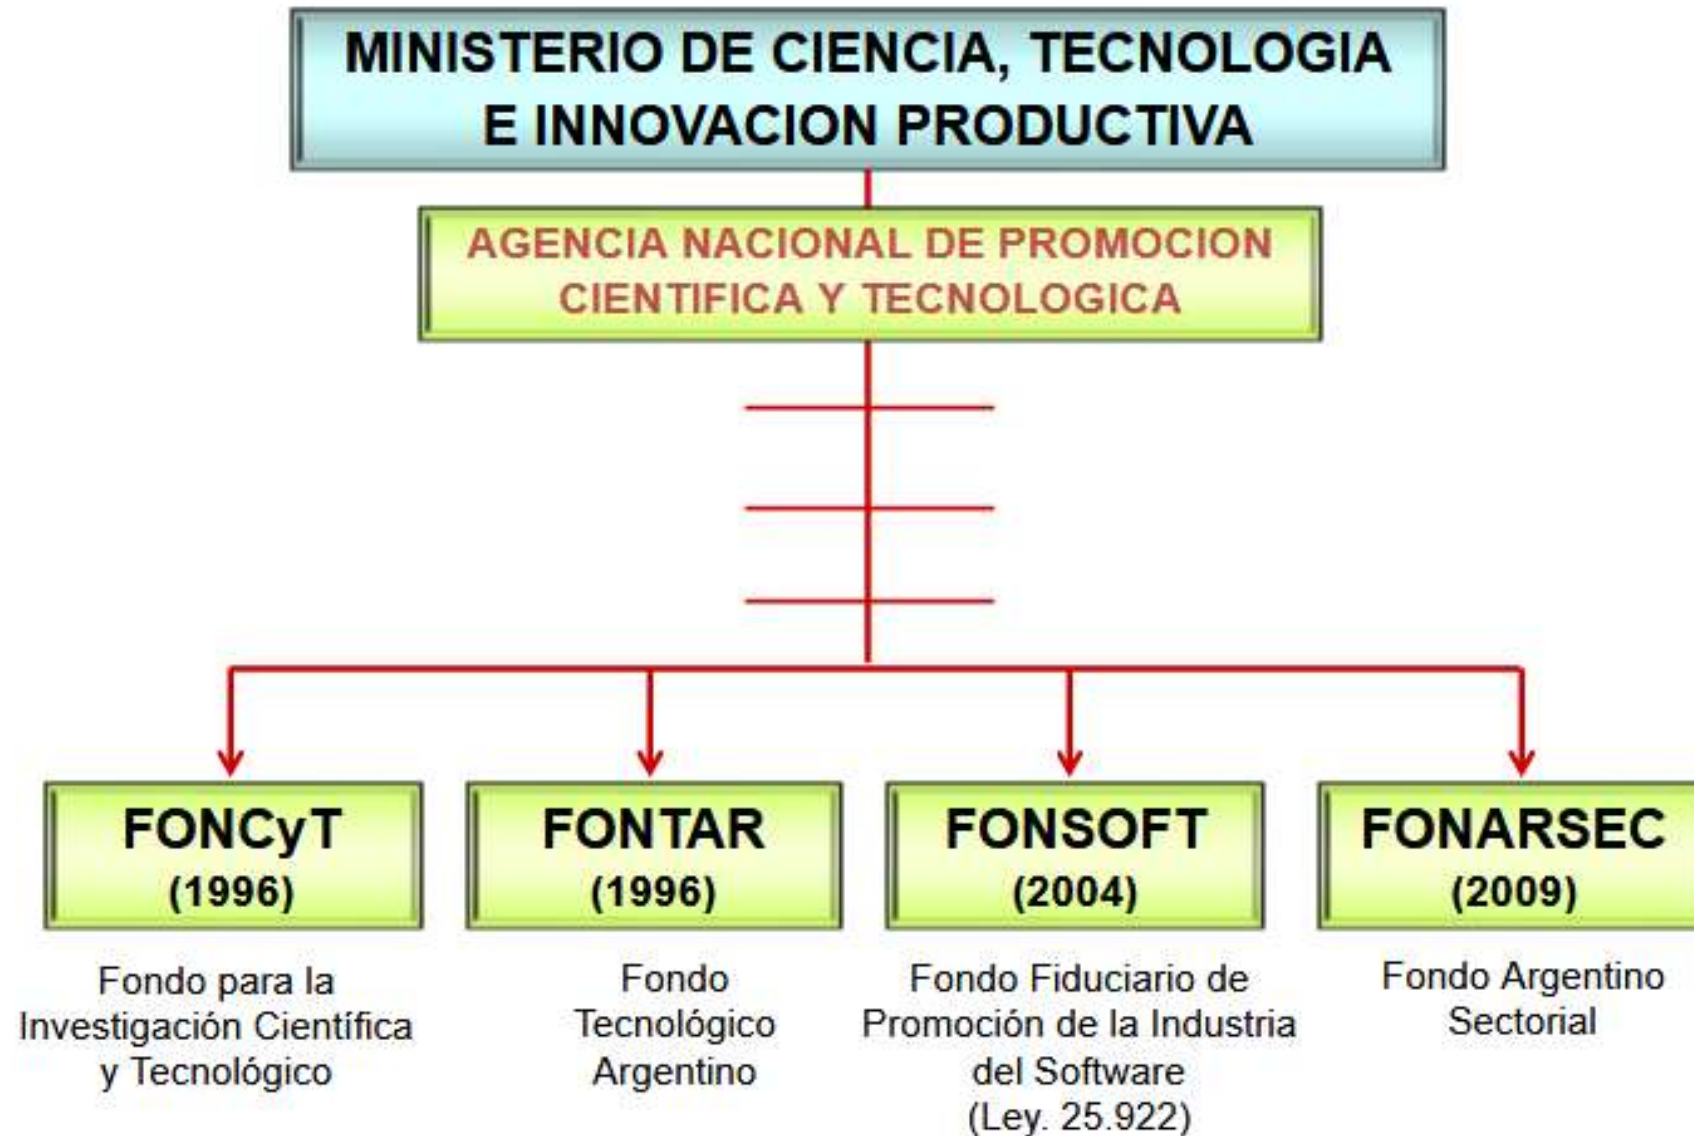 MINISTERIO DE CIENCIA, TECNOLOGIA
E INNOVACION PRODUCTIVA
AGENCIA NACIONAL DE PROMOCION
CIENTIFICA Y TECNOLOGICA
FONCyT
(1996)
Fondo para la
Investigación Científica
y Tecnológico
FONTAR
(1996)
Fondo
Tecnológico
Argentino
FONSOFT
(2004)
Fondo Fiduciario de
Promoción de la Industria
del Software
(Ley. 25.922)
FONARSEC
(2009)
Fondo Argentino
Sectorial